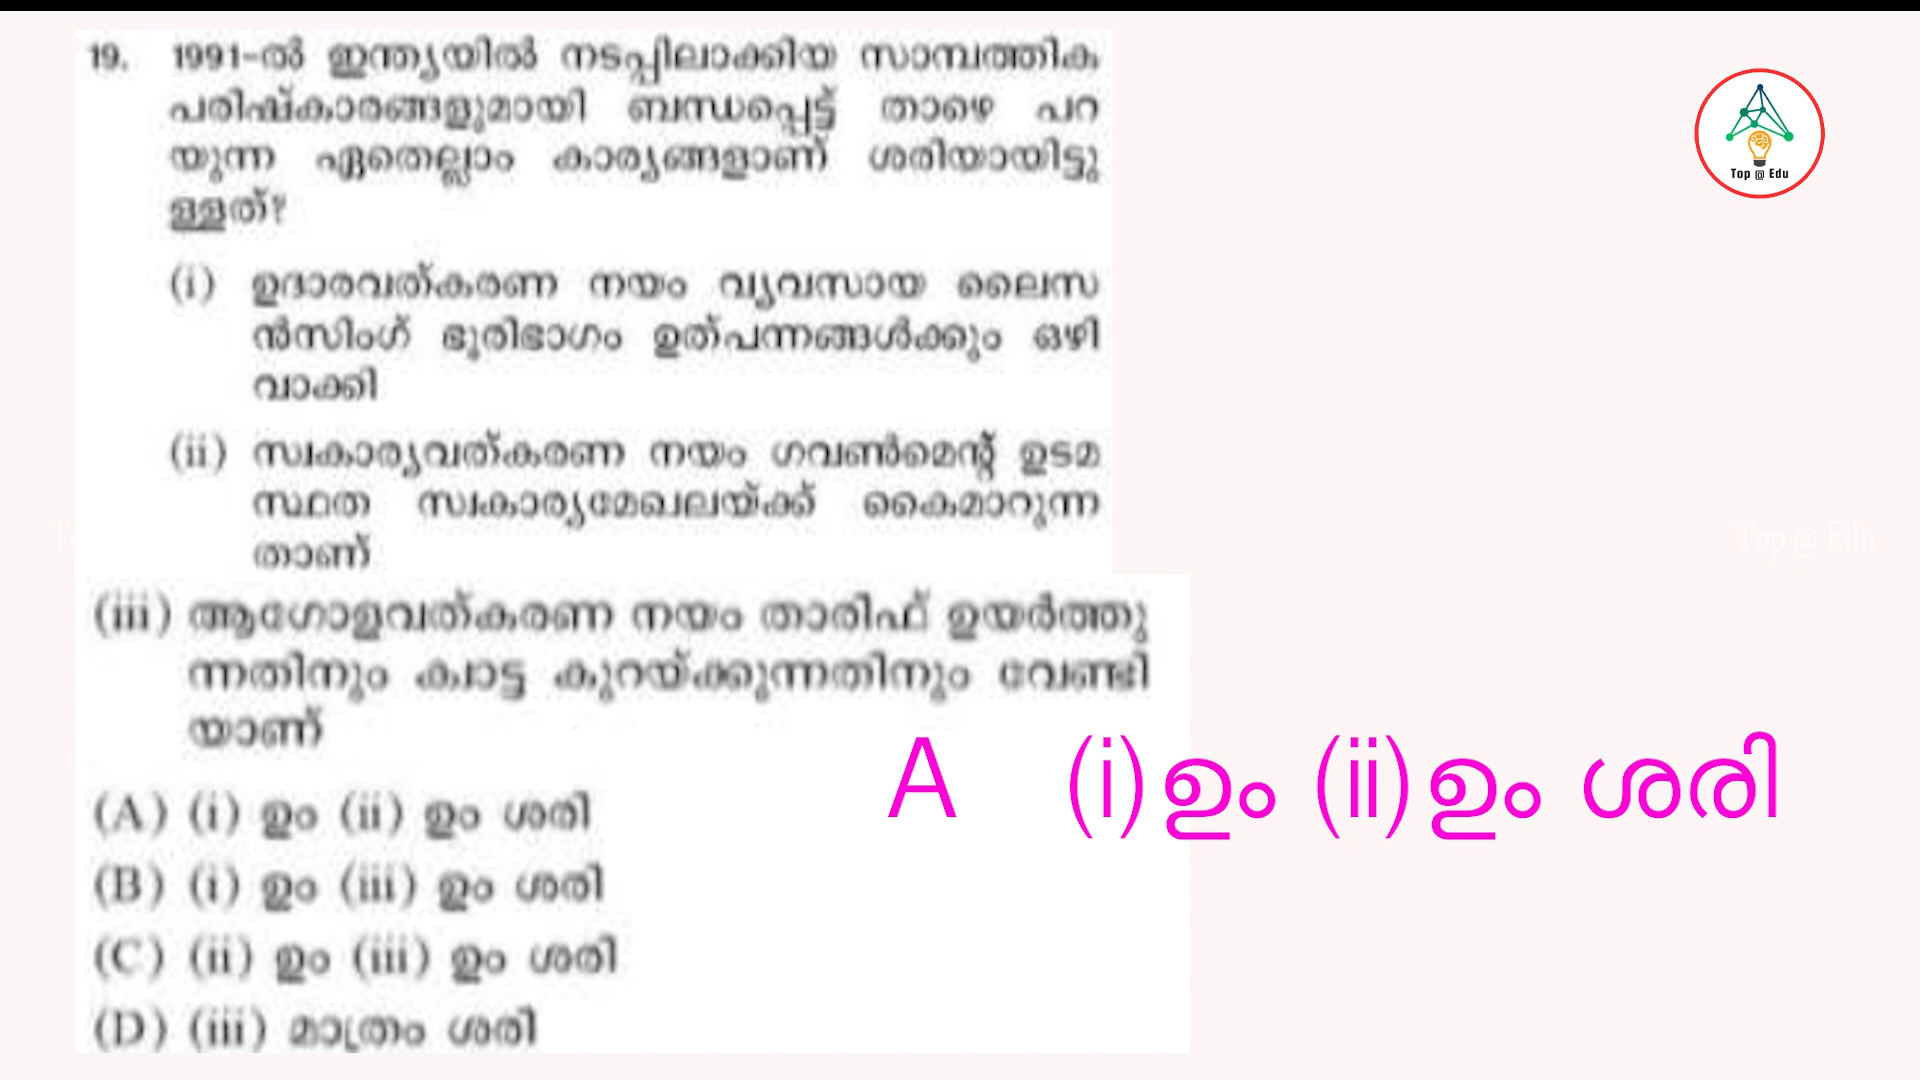 19. 1991-ൽ ഇന്ത്യയിൽ നടപ്പിലാക്കിയ സാമ്പത്തിക
പരിഷ്കാരങ്ങളുമായി ബന്ധപ്പെട്ട് താഴെ പറ
യുന്ന ഏതെല്ലാം കാര്യങ്ങളാണ് ശരിയായിട്ടു
ള്ളത്?
(i) ഉദാരവത്കരണ നയം വ്യവസായ ലൈസ
ൻസിംഗ് ഭൂരിഭാഗം ഉത്പന്നങ്ങൾക്കും ഒഴി
വാക്കി
(ii) സ്വകാര്യവത്കരണ നയം ഗവൺമെന്റ് ഉടമ
സ്ഥത സ്വകാര്യമേഖലയ്ക്ക് കൈമാറുന്ന
താണ്
(iii) ആഗോളവത്കരണ നയം താരിഫ് ഉയർത്തു
ന്നതിനും ക്വാട്ട കുറയ്ക്കുന്നതിനും വേണ്ടി
യാണ്
(A) (i) ഉം (ii) ഉം ശരി
(B) (i) ഉം (iii) ഉം ശരി
(C) (ii) ഉം (iii) ഉം ശരി
(D) (iii) മാത്രം ശരി
A (i)ഉം (ii)ഉം ശരി
Top @ Edu
Top @ Edu